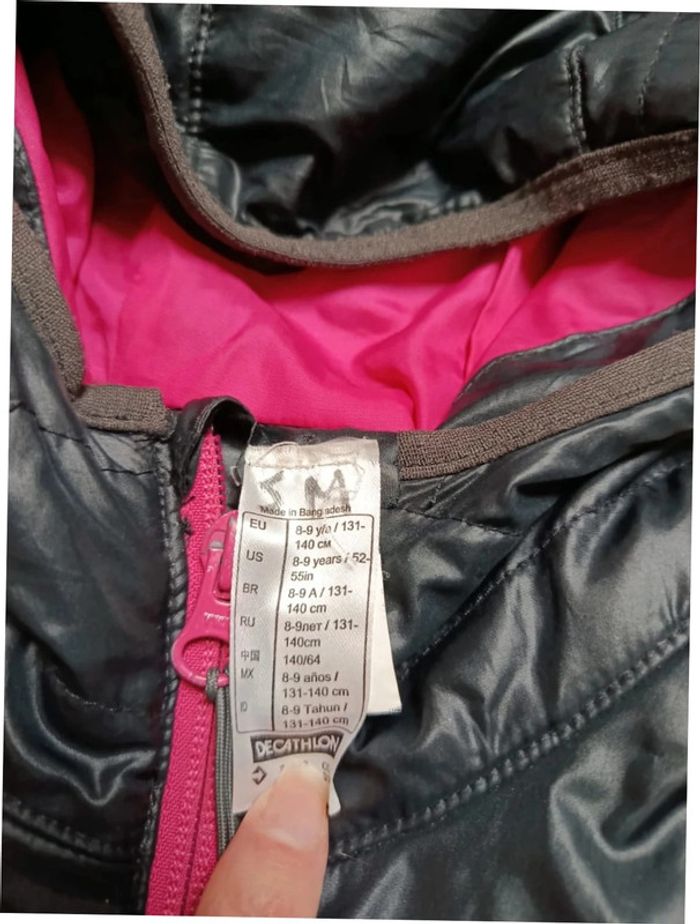 M
Made in Bangladesh
EU 8-9 y/a / 131-
140 см
US 8-9 years / 52-
55in
BR 8-9 A / 131-
140 cm
RU 8-9лет / 131-
140cm
中国 140/64
MX 8-9 años /
131-140 cm
ID 8-9 Tahun /
131-140 cm
DECATHLON